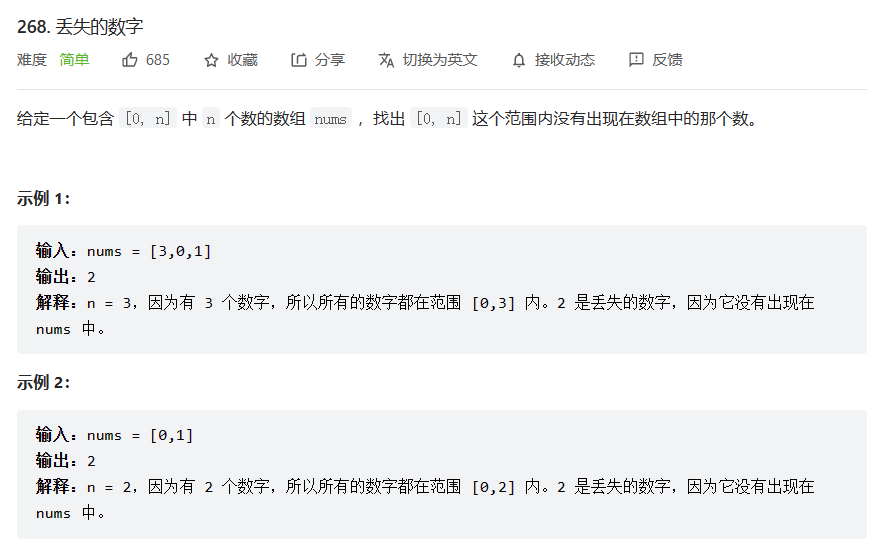 268. 丢失的数字
难度 简单 685 收藏 分享 切换为英文 接收动态 反馈
给定一个包含 [0, n] 中 n 个数的数组 nums ，找出 [0, n] 这个范围内没有出现在数组中的那个数。
示例 1：
输入：nums = [3,0,1]
输出：2
解释：n = 3，因为有 3 个数字，所以所有的数字都在范围 [0,3] 内。2 是丢失的数字，因为它没有出现在
nums 中。
示例 2：
输入：nums = [0,1]
输出：2
解释：n = 2，因为有 2 个数字，所以所有的数字都在范围 [0,2] 内。2 是丢失的数字，因为它没有出现在
nums 中。